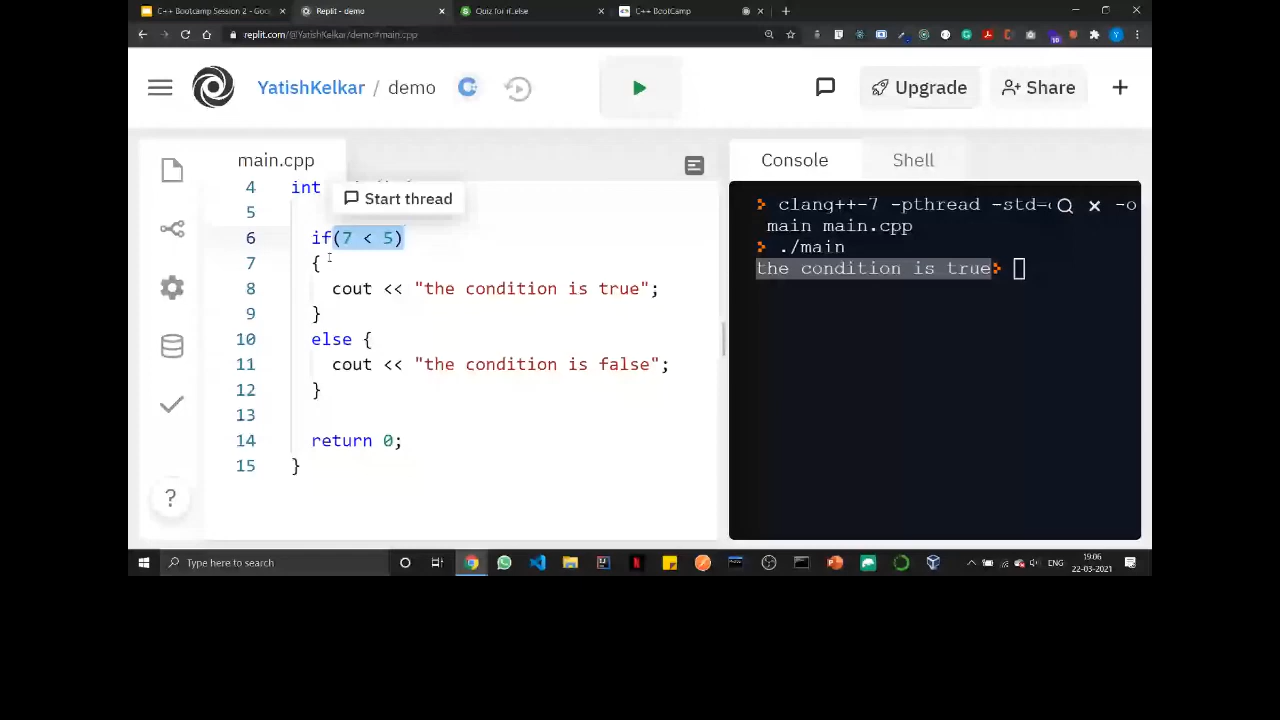 C++ Bootcamp Session 2 - Goo
Replit - demo
Quiz for if..else
C++ BootCamp
replit.com/@YatishKelkar/demo#main.cpp
YatishKelkar / demo
Upgrade
Share
main.cpp
Console
Shell
Start thread
4 int
5
6 if(7 < 5)
7 {
8 cout << "the condition is true";
9 }
10 else {
11 cout << "the condition is false";
12 }
13
14 return 0;
15 }
clang++-7 -pthread -std=c -o
main main.cpp
./main
the condition is true
?
Type here to search
ENG
19:06
22-03-2021